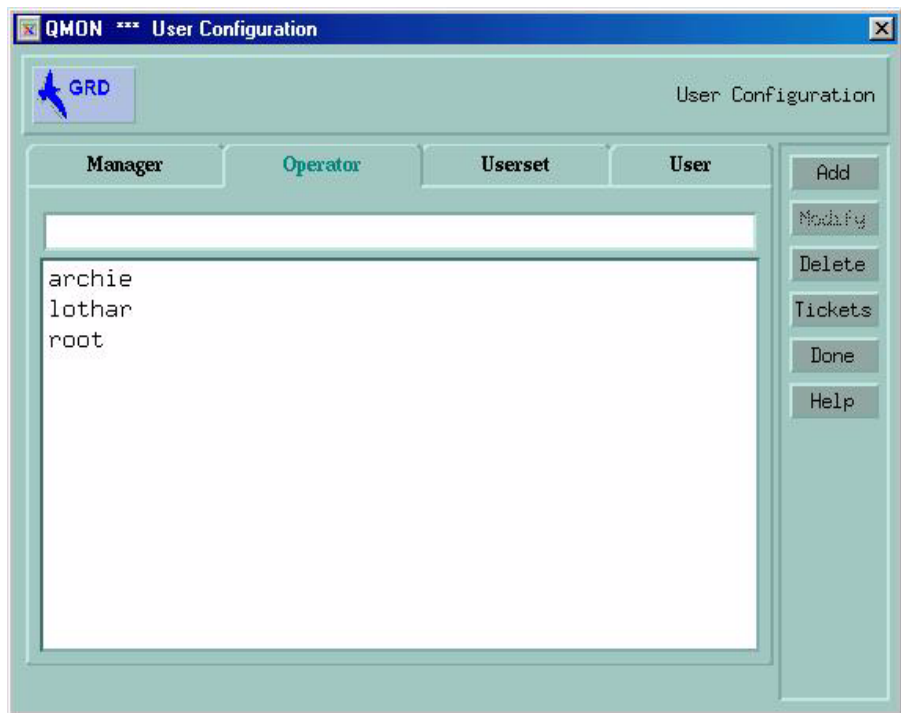 QMON *** User Configuration
GRD
User Configuration
Manager Operator Userset User
Add
Modify
Delete
Tickets
Done
Help
archie
lothar
root